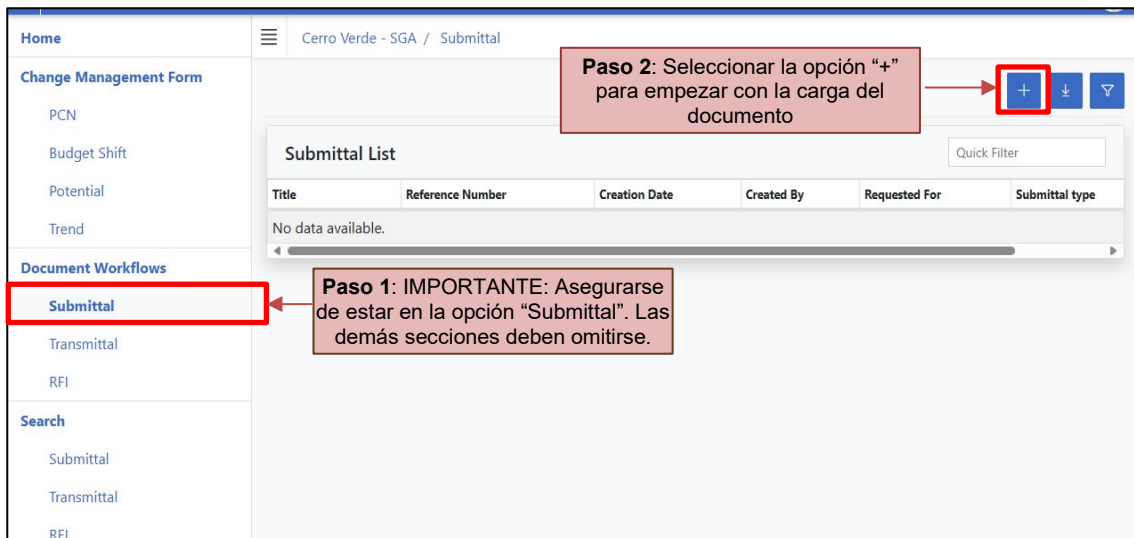 Home
Cerro Verde - SGA / Submittal
Change Management Form
PCN
Budget Shift
Potential
Trend
Document Workflows
Submittal
Transmittal
RFI
Search
Submittal
Transmittal
RFI
Paso 2: Seleccionar la opción “+”
para empezar con la carga del
documento
Submittal List
Quick Filter
Title Reference Number Creation Date Created By Requested For Submittal type
No data available.
Paso 1: IMPORTANTE: Asegurarse
de estar en la opción “Submittal”. Las
demás secciones deben omitirse.